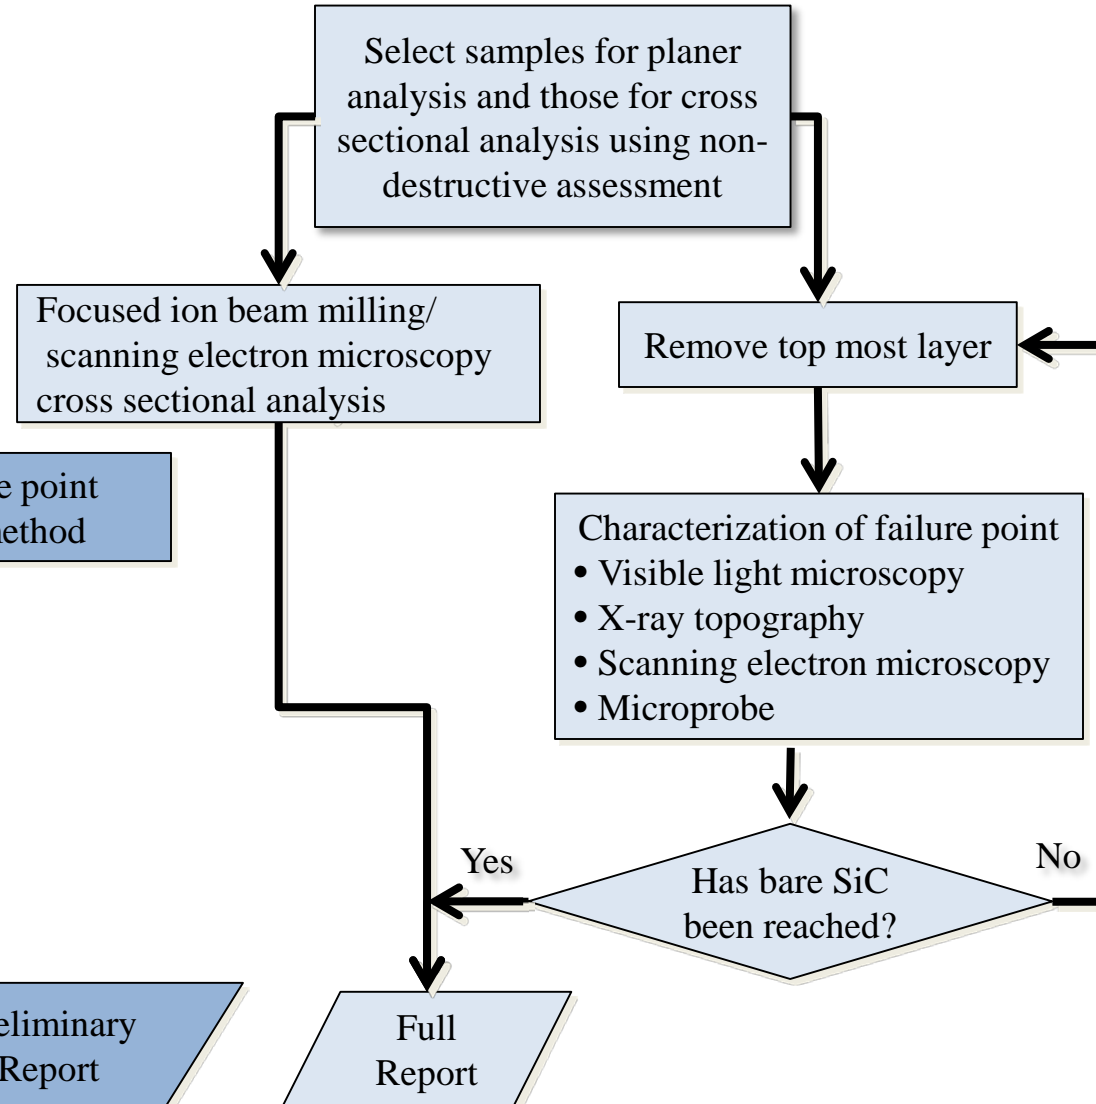 Select samples for planer
analysis and those for cross
sectional analysis using non-
destructive assessment
Focused ion beam milling/
scanning electron microscopy
cross sectional analysis
Remove top most layer
point
Characterization of failure point
• Visible light microscopy
• X-ray topography
• Scanning electron microscopy
• Microprobe
Yes
No
Has bare SiC
been reached?
Report
Full
Report